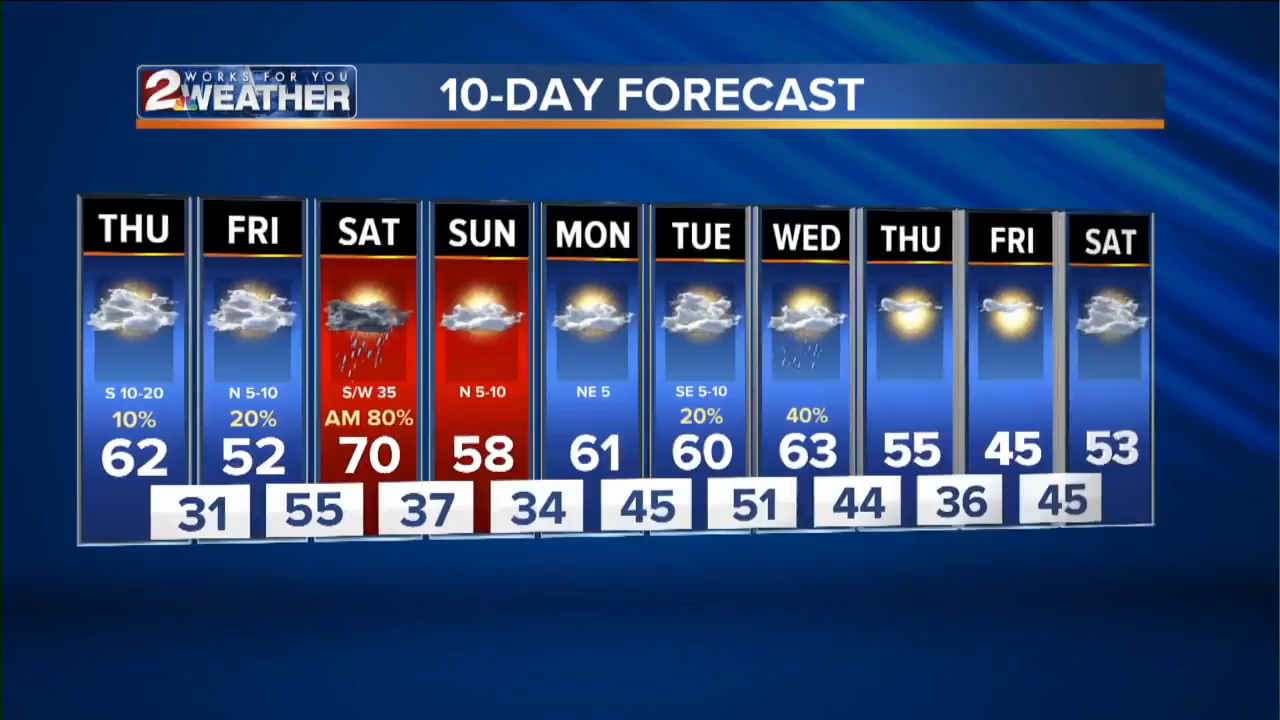 2 WORKS FOR YOU
WEATHER
10-DAY FORECAST
THU FRI SAT SUN MON TUE WED THU FRI SAT
S 10-20 N 5-10 S/W 35 N 5-10 NE 5 SE 5-10
10% 20% AM 80% 20% 40%
62 52 70 58 61 60 63 55 45 53
31 55 37 34 45 51 44 36 45